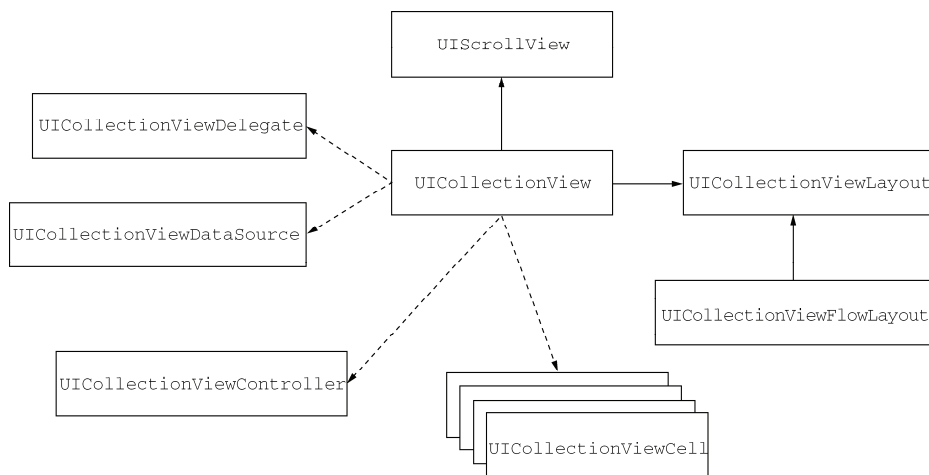 UIScrollView
UICollectionViewDelegate
UICollectionView
UICollectionViewLayout
UICollectionViewDataSource
UICollectionViewFlowLayout
UICollectionViewController
UICollectionViewCell